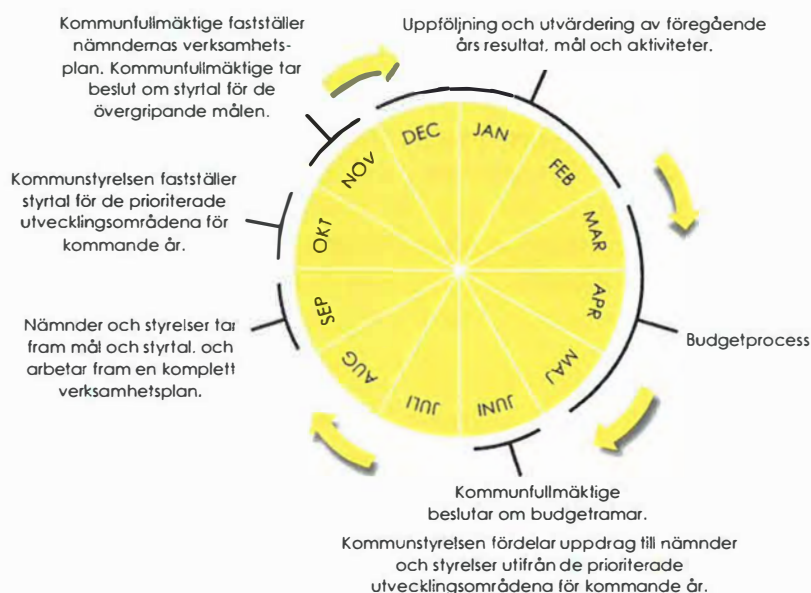 Kommunfullmäktige fastställer
nämndernas verksamhets-
plan. Kommunfullmäktige tar
beslut om styrtal för de
övergripande målen.
Uppföljning och utvärdering av föregående
års resultat, mål och aktiviteter.
DEC
JAN
NOV
FEB
Kommunstyrelsen fastställer
styrtal för de prioriterade
utvecklingsområdena för
kommande år.
OKT
MAR
SEP
APR
Nämnder och styrelser tar
fram mål och styrtal, och
arbetar fram en komplett
verksamhetsplan.
Budgetprocess
AUG
MAJ
JULI
JUNI
Kommunfullmäktige
beslutar om budgetramar.
Kommunstyrelsen fördelar uppdrag till nämnder
och styrelser utifrån de prioriterade
utvecklingsområdena för kommande år.